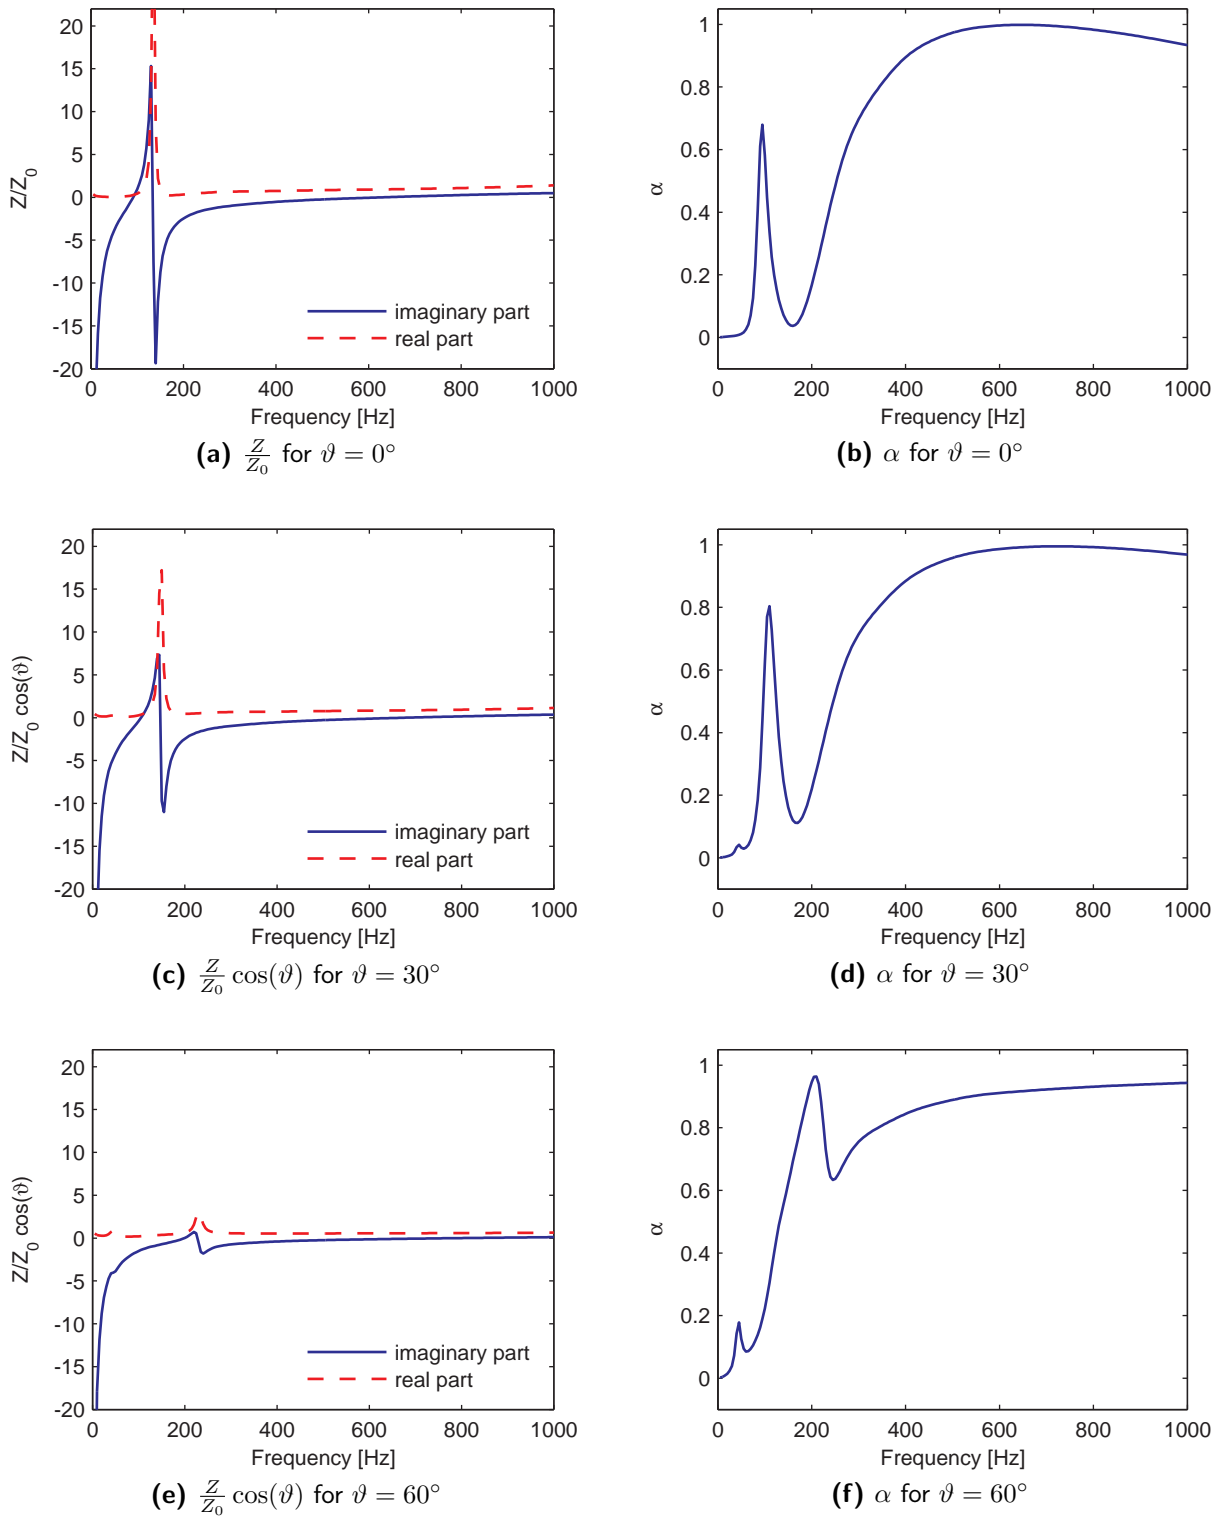 20
15
10
5
0
-5
-10
-15
-20
0 200 400 600 800 1000
Z/Z0
Frequency [Hz]
imaginary part
real part
(a) Z/Z0 for ϑ = 0°
1
0.8
0.6
0.4
0.2
0
0 200 400 600 800 1000
α
Frequency [Hz]
(b) α for ϑ = 0°
20
15
10
5
0
-5
-10
-15
-20
0 200 400 600 800 1000
Z/Z0 cos(ϑ)
Frequency [Hz]
imaginary part
real part
(c) Z/Z0 cos(ϑ) for ϑ = 30°
1
0.8
0.6
0.4
0.2
0
0 200 400 600 800 1000
α
Frequency [Hz]
(d) α for ϑ = 30°
20
15
10
5
0
-5
-10
-15
-20
0 200 400 600 800 1000
Z/Z0 cos(ϑ)
Frequency [Hz]
imaginary part
real part
(e) Z/Z0 cos(ϑ) for ϑ = 60°
1
0.8
0.6
0.4
0.2
0
0 200 400 600 800 1000
α
Frequency [Hz]
(f) α for ϑ = 60°